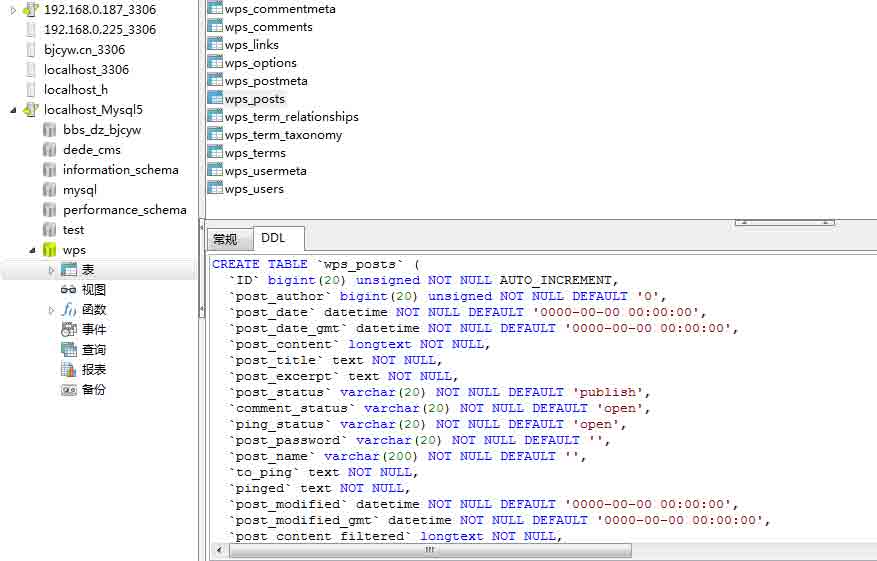 192.168.0.187_3306
192.168.0.225_3306
bjcyw.cn_3306
localhost_3306
localhost_h
localhost_Mysql5
bbs_dz_bjcyw
dede_cms
information_schema
mysql
performance_schema
test
wps
表
视图
函数
事件
查询
报表
备份
wps_commentmeta
wps_comments
wps_links
wps_options
wps_postmeta
wps_posts
wps_term_relationships
wps_term_taxonomy
wps_terms
wps_usermeta
wps_users
常规 DDL
CREATE TABLE `wps_posts` (
`ID` bigint(20) unsigned NOT NULL AUTO_INCREMENT,
`post_author` bigint(20) unsigned NOT NULL DEFAULT '0',
`post_date` datetime NOT NULL DEFAULT '0000-00-00 00:00:00',
`post_date_gmt` datetime NOT NULL DEFAULT '0000-00-00 00:00:00',
`post_content` longtext NOT NULL,
`post_title` text NOT NULL,
`post_excerpt` text NOT NULL,
`post_status` varchar(20) NOT NULL DEFAULT 'publish',
`comment_status` varchar(20) NOT NULL DEFAULT 'open',
`ping_status` varchar(20) NOT NULL DEFAULT 'open',
`post_password` varchar(20) NOT NULL DEFAULT '',
`post_name` varchar(200) NOT NULL DEFAULT '',
`to_ping` text NOT NULL,
`pinged` text NOT NULL,
`post_modified` datetime NOT NULL DEFAULT '0000-00-00 00:00:00',
`post_modified_gmt` datetime NOT NULL DEFAULT '0000-00-00 00:00:00',
`post_content_filtered` longtext NOT NULL,